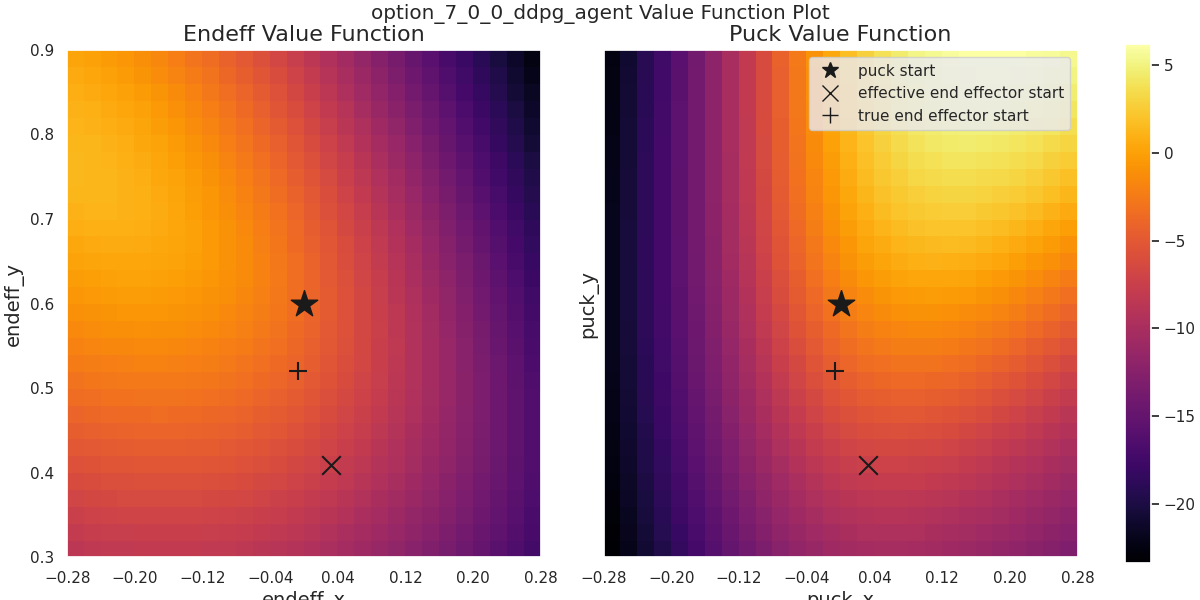 option_7_0_0_ddpg_agent Value Function Plot
Endeff Value Function
Puck Value Function
puck start
effective end effector start
true end effector start
0.9
0.8
0.7
0.6
0.5
0.4
0.3
endeff_y
−0.28 −0.20 −0.12 −0.04 0.04 0.12 0.20 0.28
endeff_x
puck_y
−0.28 −0.20 −0.12 −0.04 0.04 0.12 0.20 0.28
puck_x
5
0
−5
−10
−15
−20